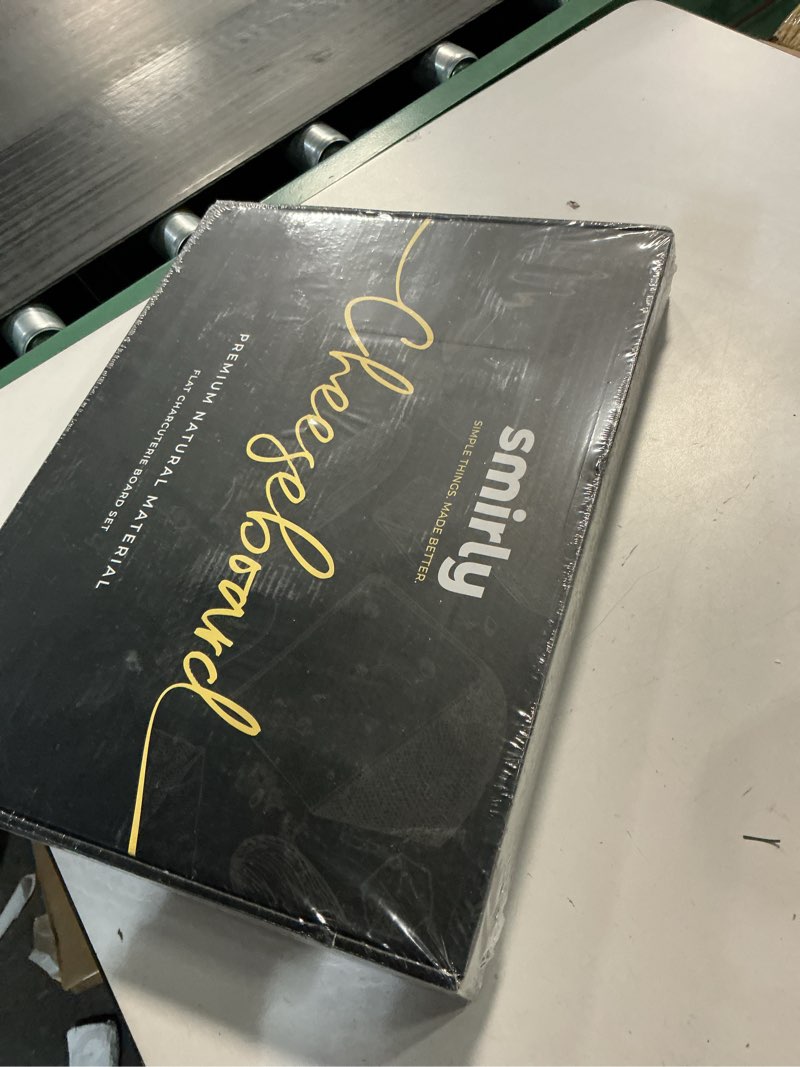 smirly
SIMPLE THINGS. MADE BETTER.
Cheeseboard
PREMIUM NATURAL MATERIAL
FLAT CHARCUTERIE BOARD SET